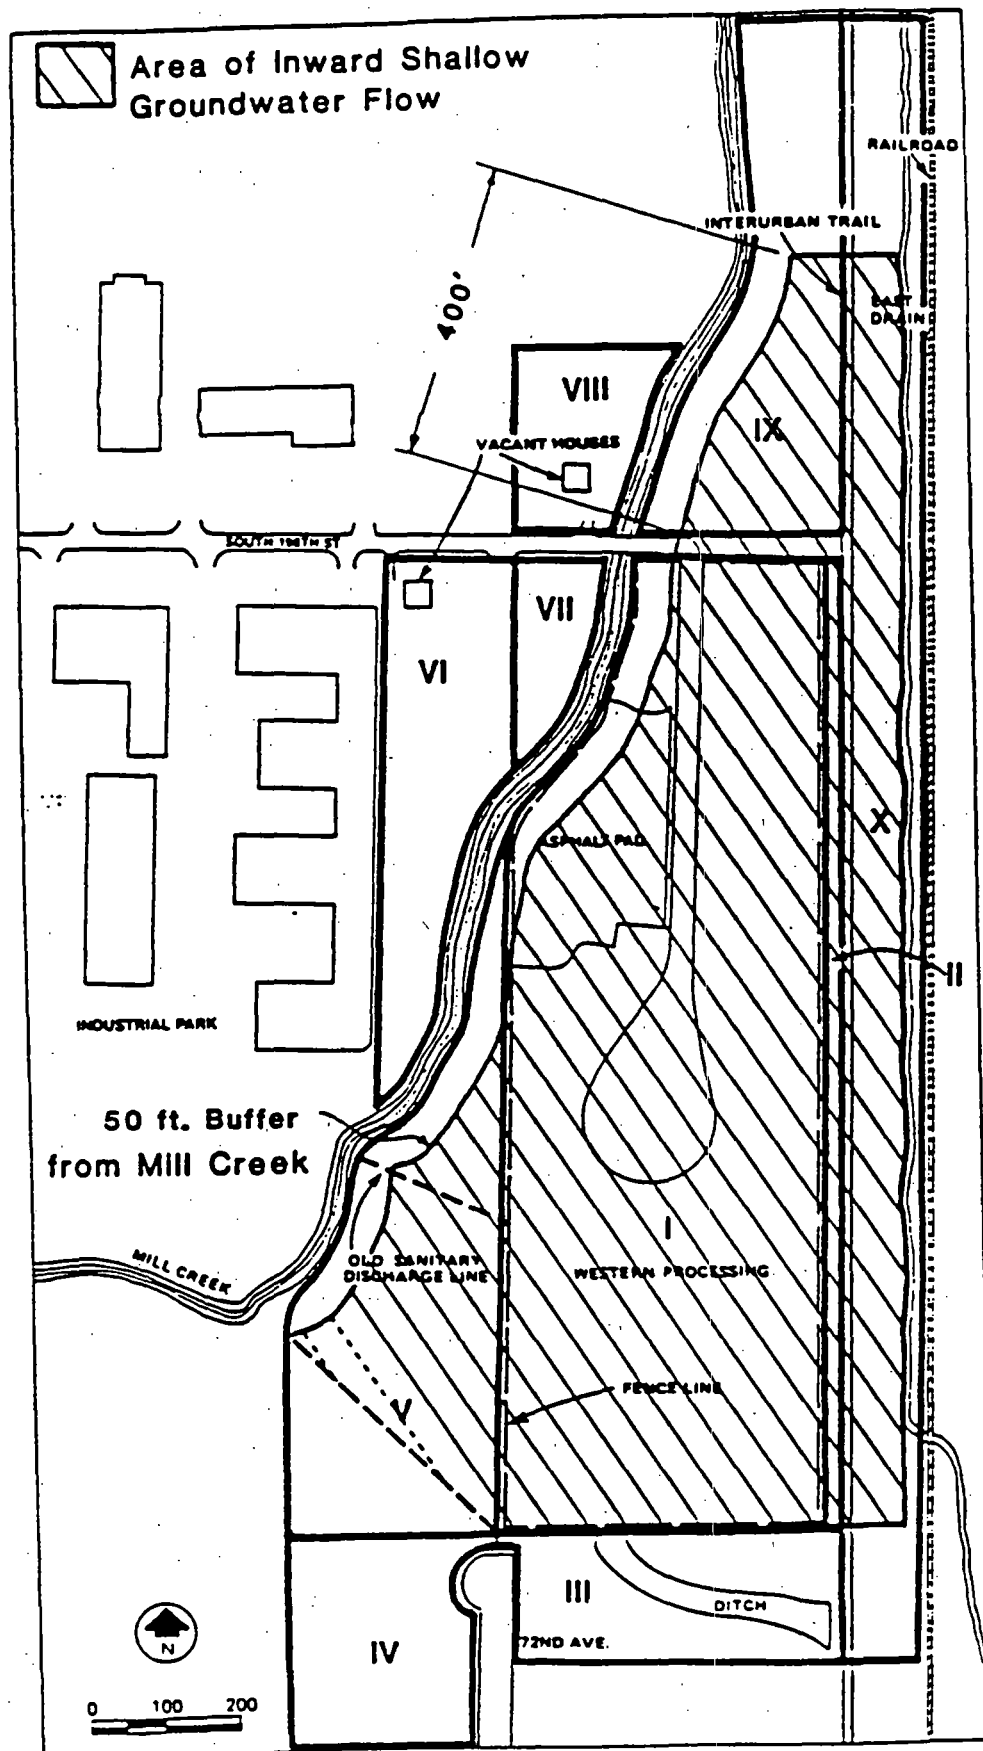 Area of Inward Shallow
Groundwater Flow
RAILROAD
INTERURBAN TRAIL
400'
EAST
DRAIN
VIII
IX
VACANT HOUSES
SOUTH 196TH ST
VII
VI
X
ASPHALT PAD
II
INDUSTRIAL PARK
50 ft. Buffer
from Mill Creek
I
MILL CREEK
OLD SANITARY
DISCHARGE LINE
WESTERN PROCESSING
FENCE LINE
V
III
DITCH
72ND AVE.
IV
N
0 100 200